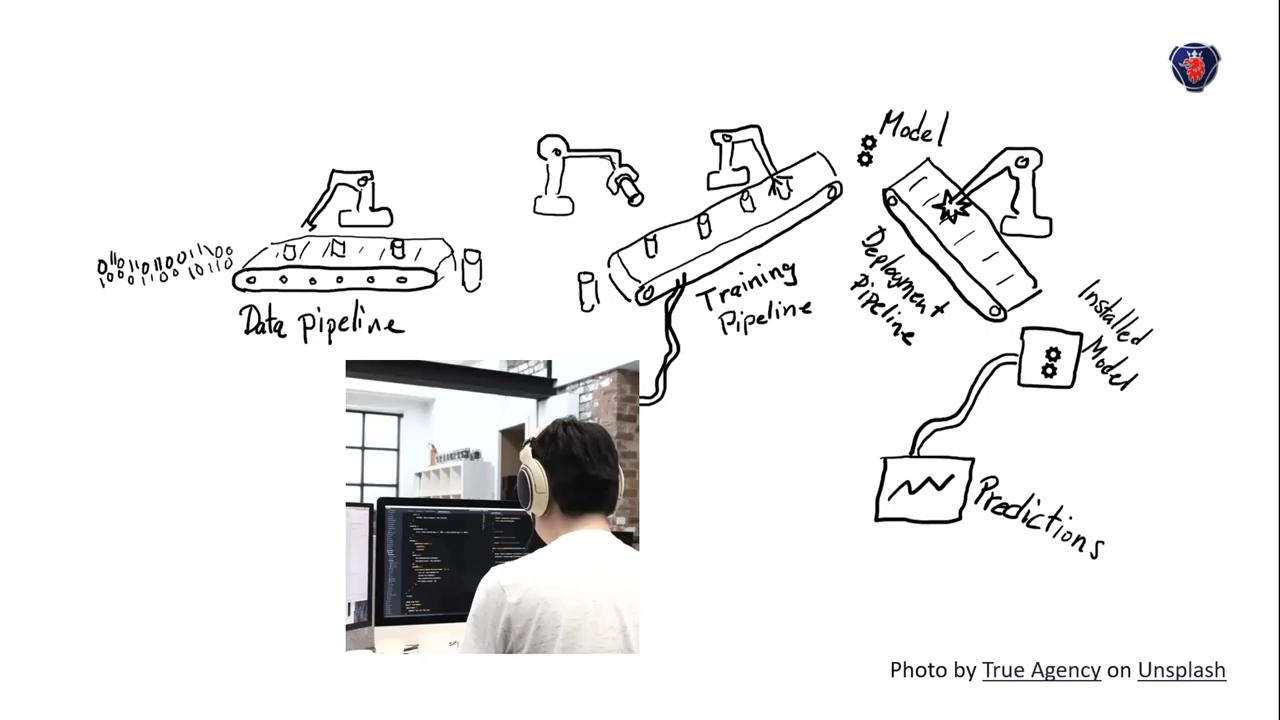 Model
Data pipeline
Training
Pipeline
Deployment
pipeline
Installed
Model
Predictions
Photo by True Agency on Unsplash